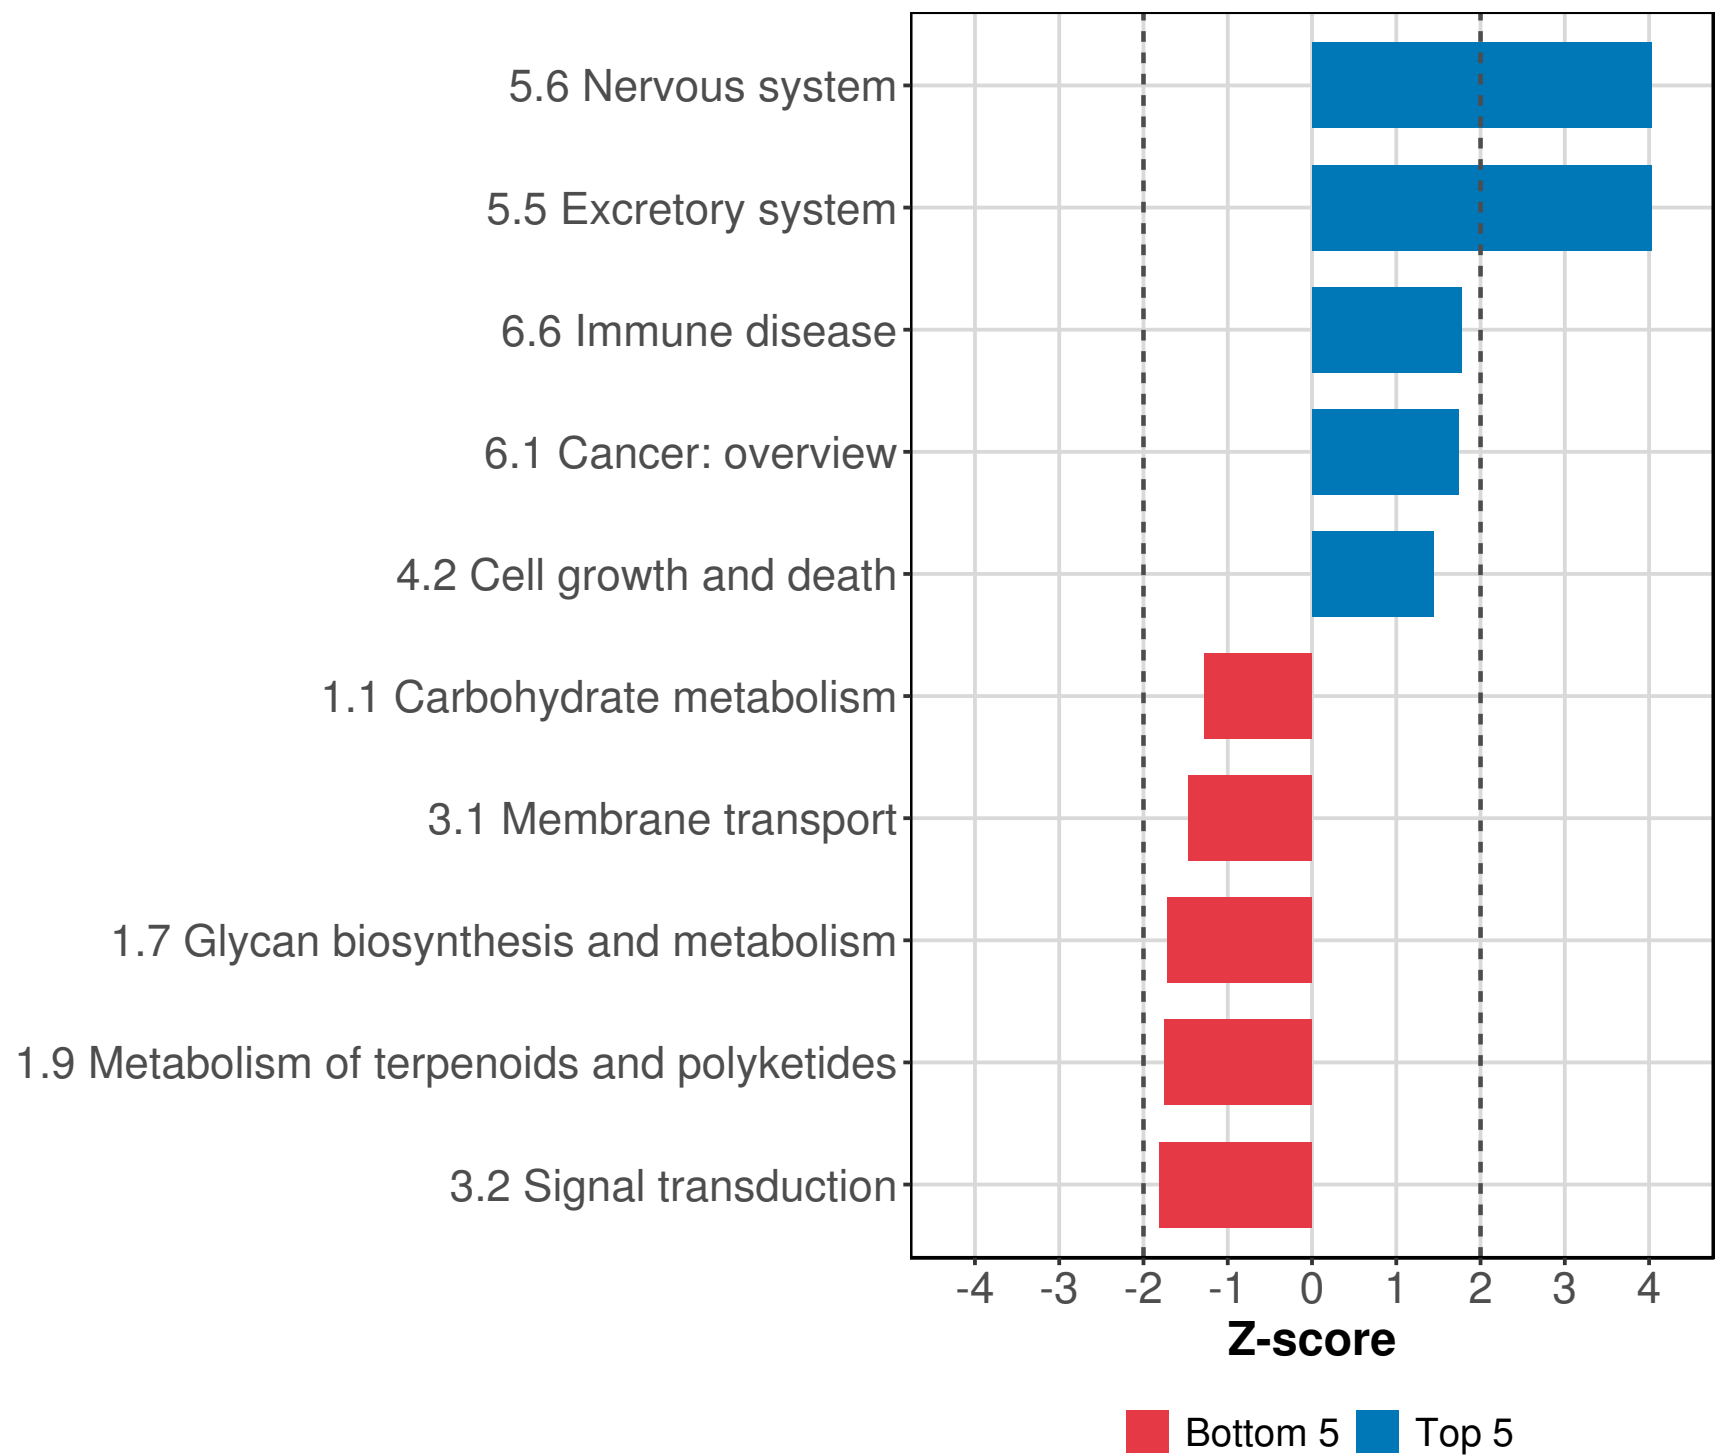 5.6 Nervous system
5.5 Excretory system
6.6 Immune disease
6.1 Cancer: overview
4.2 Cell growth and death
1.1 Carbohydrate metabolism
3.1 Membrane transport
1.7 Glycan biosynthesis and metabolism
1.9 Metabolism of terpenoids and polyketides
3.2 Signal transduction
-4 -3 -2 -1 0 1 2 3 4
Z-score
Bottom 5 Top 5